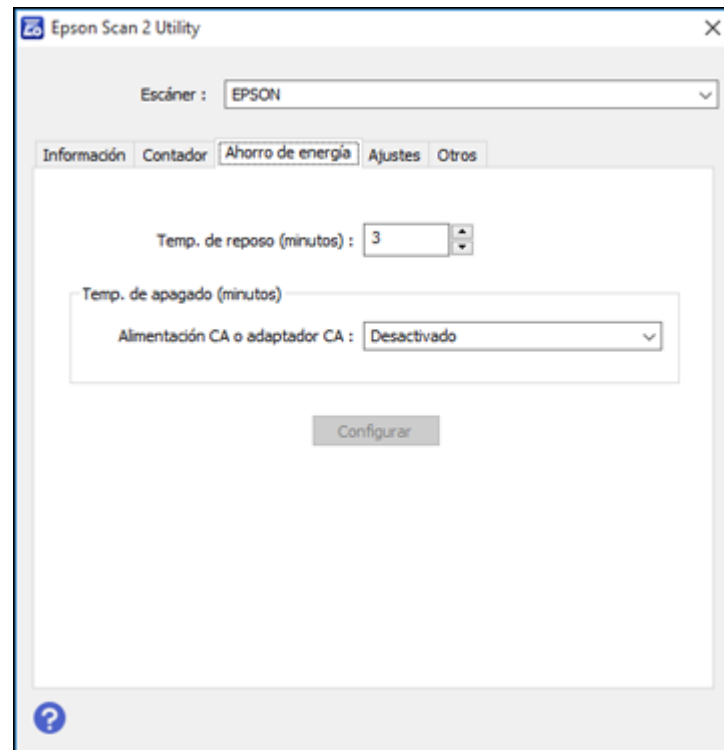 Epson Scan 2 Utility
Escáner : EPSON
Información Contador Ahorro de energía Ajustes Otros
Temp. de reposo (minutos) : 3
Temp. de apagado (minutos)
Alimentación CA o adaptador CA : Desactivado
Configurar
?